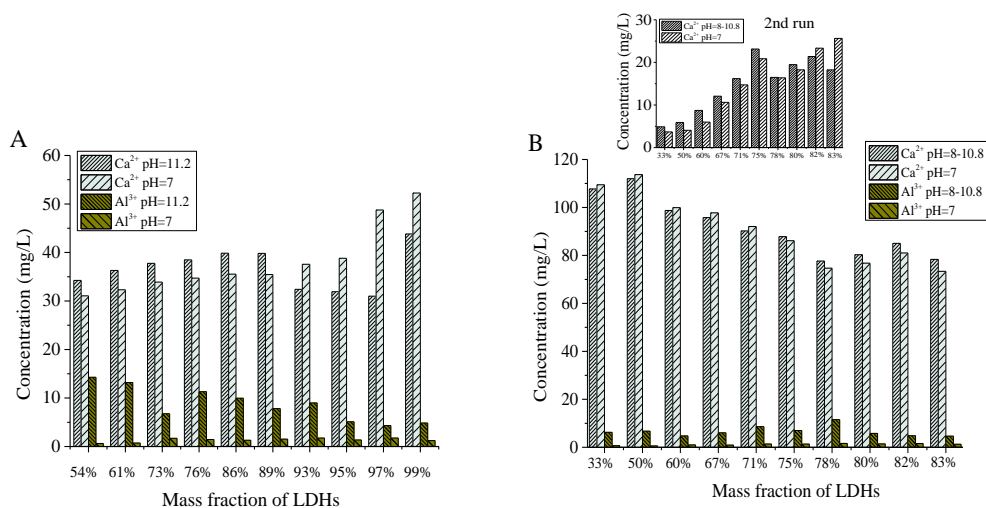 2nd run
Ca²⁺ pH=8-10.8
Ca²⁺ pH=7
Concentration (mg/L)
30
20
10
0
33% 50% 60% 67% 71% 75% 78% 80% 82% 83%
A
Ca²⁺ pH=11.2
Ca²⁺ pH=7
Al³⁺ pH=11.2
Al³⁺ pH=7
Concentration (mg/L)
60
50
40
30
20
10
0
54% 61% 73% 76% 86% 89% 93% 95% 97% 99%
Mass fraction of LDHs
B
Ca²⁺ pH=8-10.8
Ca²⁺ pH=7
Al³⁺ pH=8-10.8
Al³⁺ pH=7
Concentration (mg/L)
120
100
80
60
40
20
0
33% 50% 60% 67% 71% 75% 78% 80% 82% 83%
Mass fraction of LDHs